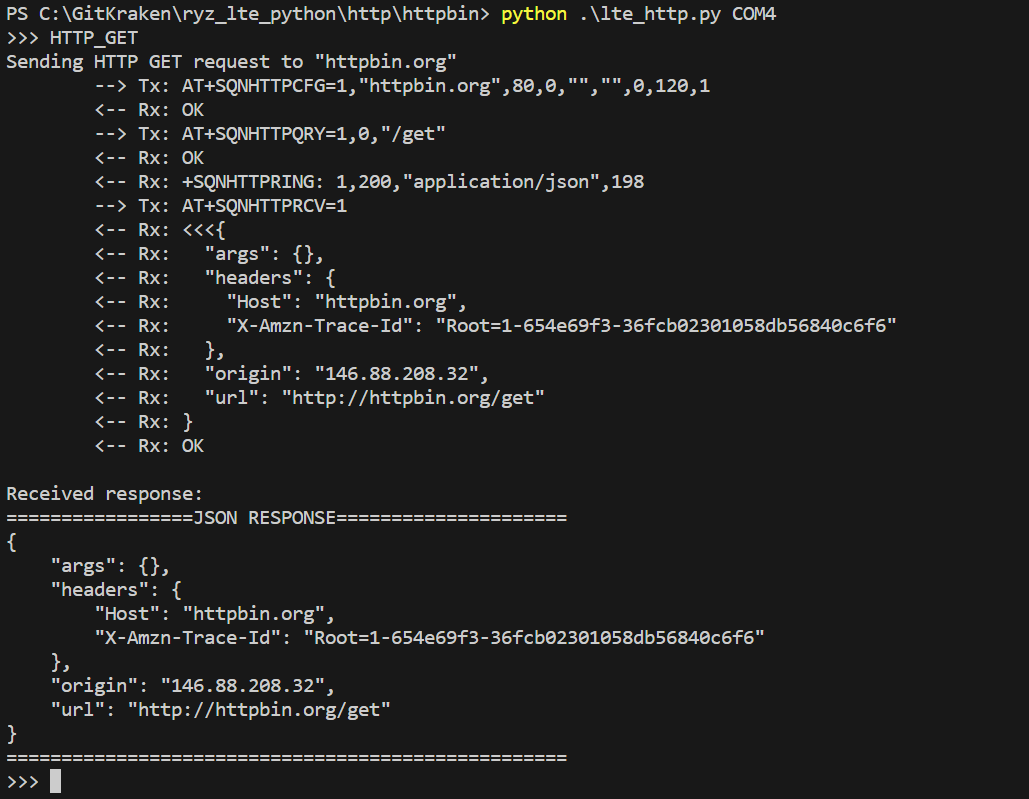 PS C:\GitKraken\ryz_lte_python\http\httpbin> python .\lte_http.py COM4
>>> HTTP_GET
Sending HTTP GET request to "httpbin.org"
        --> Tx: AT+SQNHTTPCFG=1,"httpbin.org",80,0,"","",0,120,1
        <-- Rx: OK
        --> Tx: AT+SQNHTTPQRY=1,0,"/get"
        <-- Rx: OK
        <-- Rx: +SQNHTTPRING: 1,200,"application/json",198
        --> Tx: AT+SQNHTTPRCV=1
        <-- Rx: <<<{
        <-- Rx:   "args": {},
        <-- Rx:   "headers": {
        <-- Rx:     "Host": "httpbin.org",
        <-- Rx:     "X-Amzn-Trace-Id": "Root=1-654e69f3-36fcb02301058db56840c6f6"
        <-- Rx:   },
        <-- Rx:   "origin": "146.88.208.32",
        <-- Rx:   "url": "http://httpbin.org/get"
        <-- Rx: }
        <-- Rx: OK

Received response:
=================JSON RESPONSE=====================
{
    "args": {},
    "headers": {
        "Host": "httpbin.org",
        "X-Amzn-Trace-Id": "Root=1-654e69f3-36fcb02301058db56840c6f6"
    },
    "origin": "146.88.208.32",
    "url": "http://httpbin.org/get"
}
===================================================
>>>